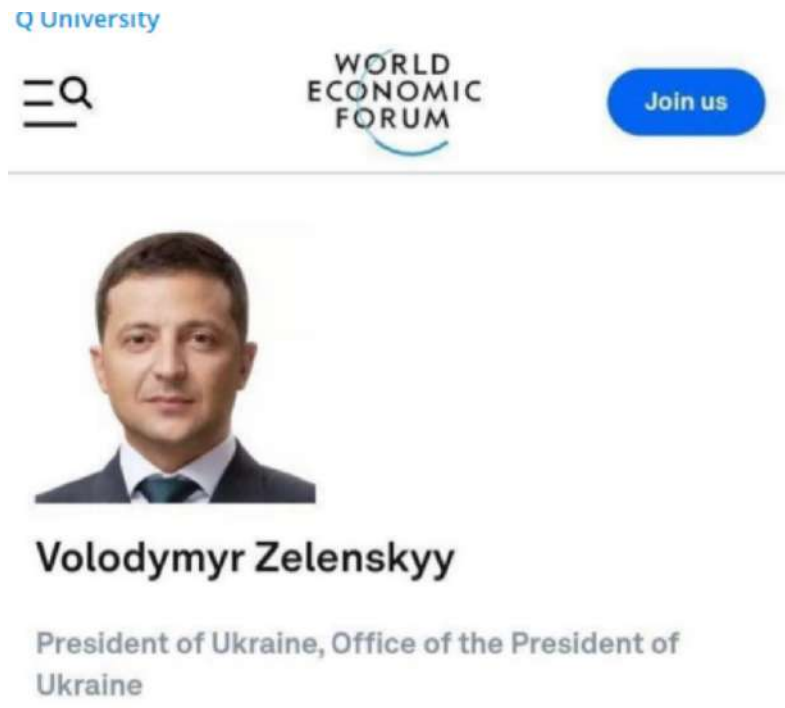 Q University
WORLD
ECONOMIC
FORUM
Join us
Volodymyr Zelenskyy
President of Ukraine, Office of the President of
Ukraine